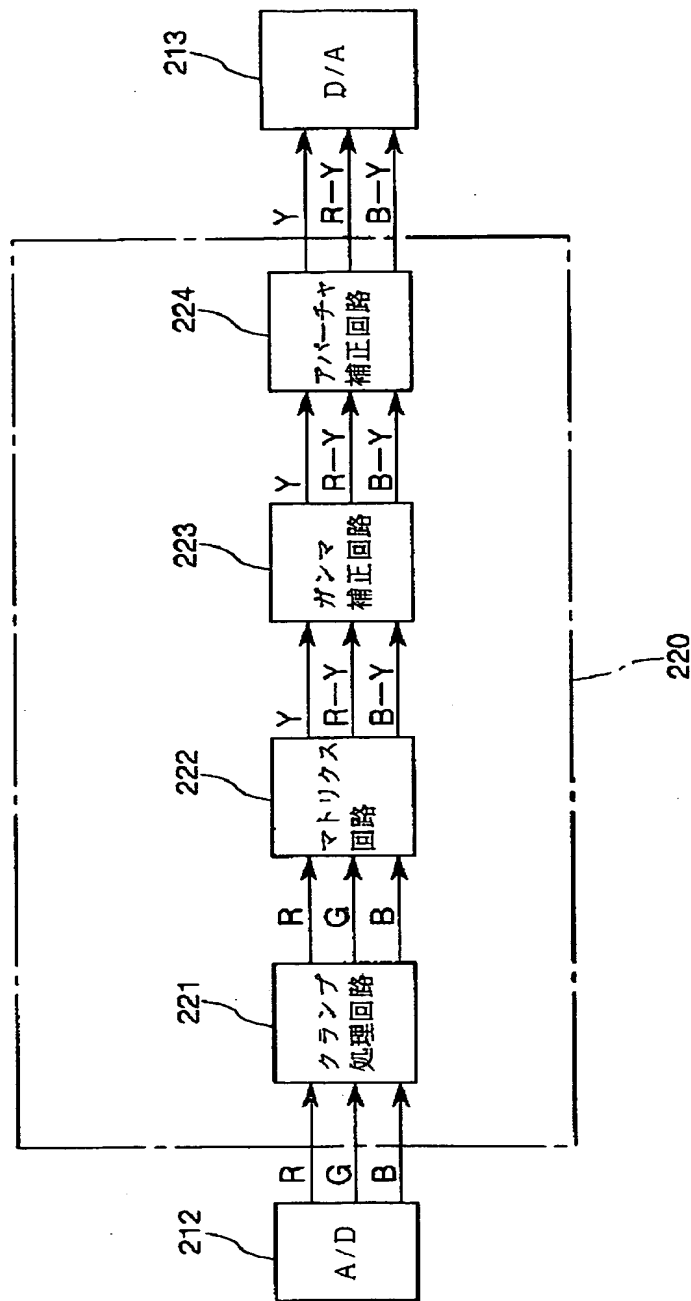 212
A/D
R
G
B
221
クランプ
処理回路
R
G
B
222
マトリクス
回路
Y
R—Y
B—Y
223
ガンマ
補正回路
Y
R—Y
B—Y
224
アパーチャ
補正回路
Y
R—Y
B—Y
213
D/A
220